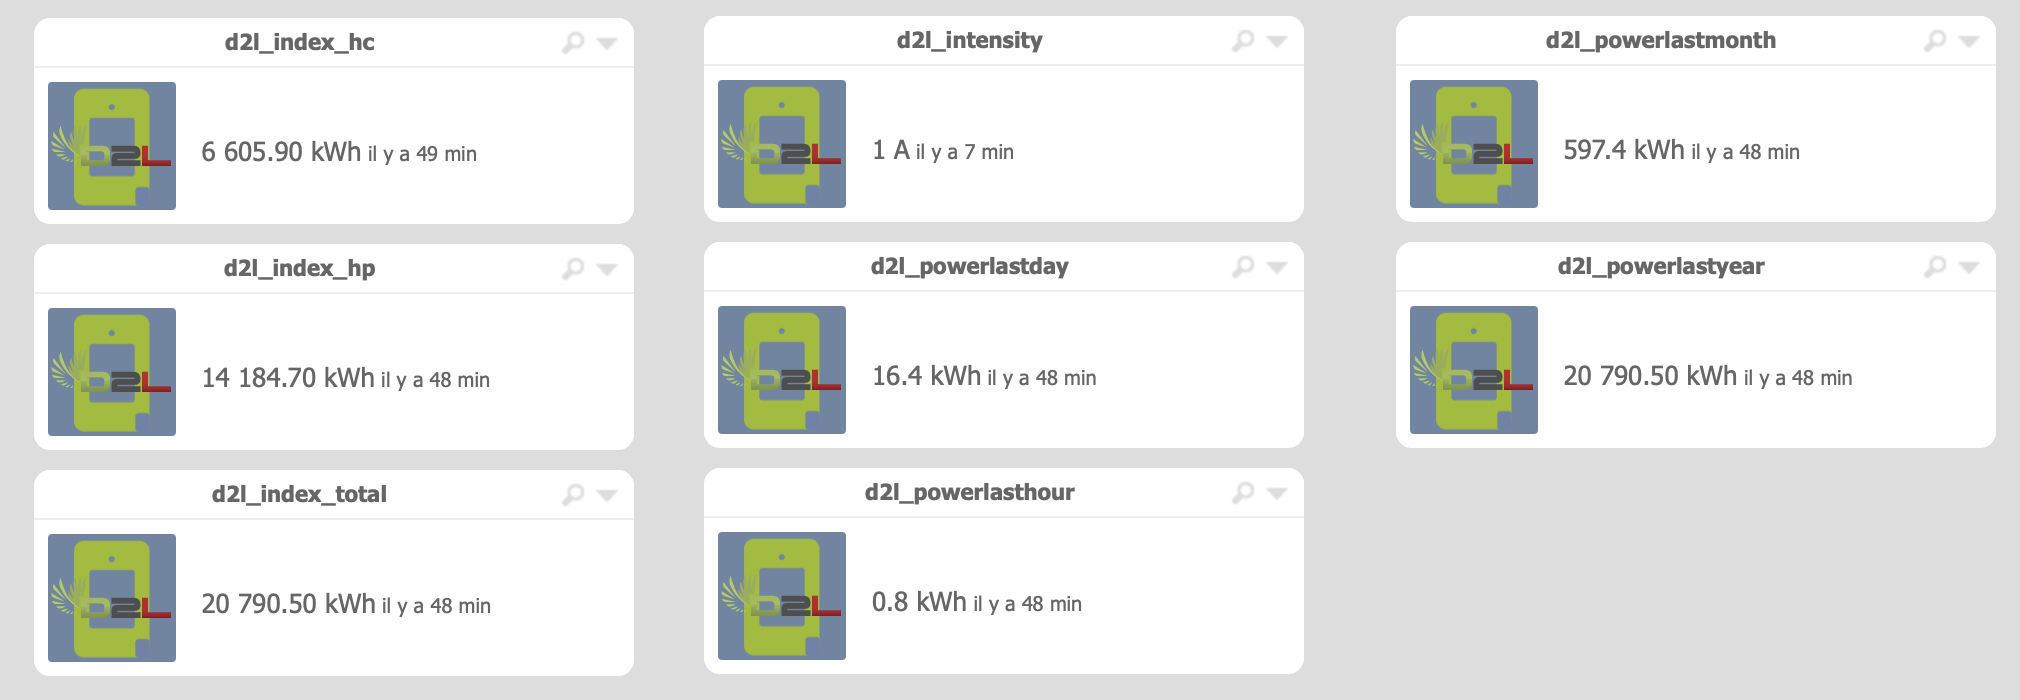 d2l_index_hc
D2L
6 605.90 kWh il y a 49 min
d2l_index_hp
D2L
14 184.70 kWh il y a 48 min
d2l_index_total
D2L
20 790.50 kWh il y a 48 min
d2l_intensity
D2L
1 A il y a 7 min
d2l_powerlastday
D2L
16.4 kWh il y a 48 min
d2l_powerlasthour
D2L
0.8 kWh il y a 48 min
d2l_powerlastmonth
D2L
597.4 kWh il y a 48 min
d2l_powerlastyear
D2L
20 790.50 kWh il y a 48 min